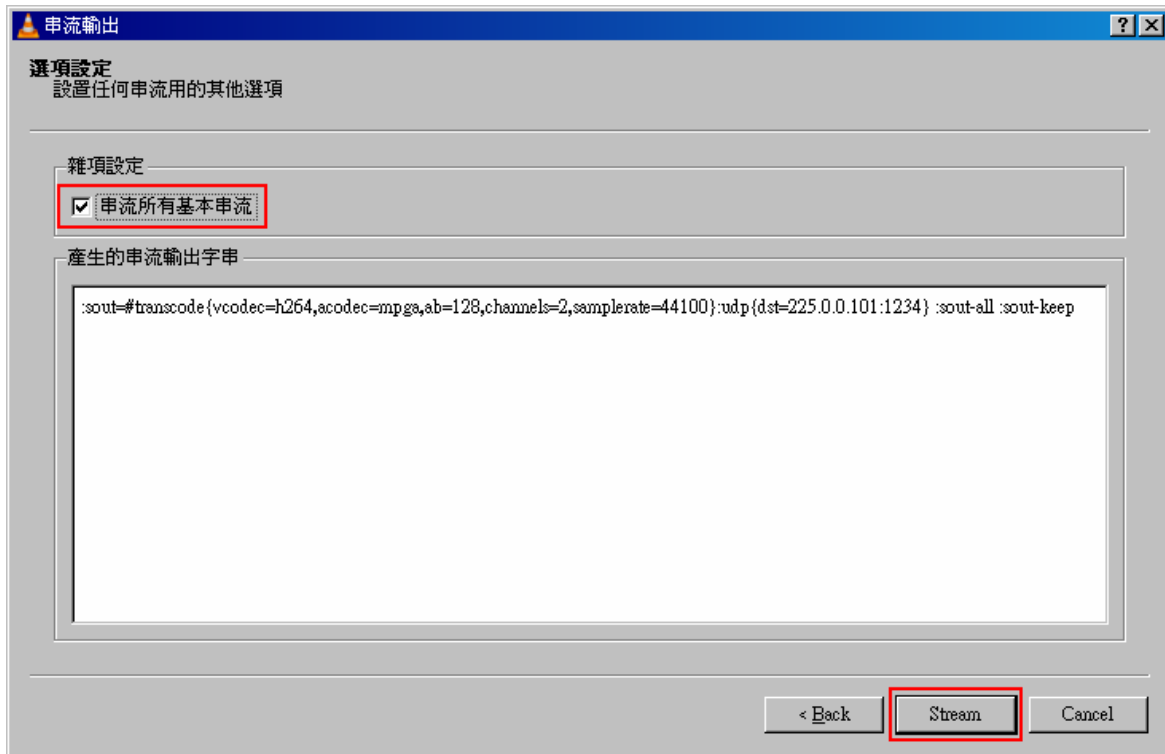 串流輸出
選項設定
設置任何串流用的其他選項
雜項設定
串流所有基本串流
產生的串流輸出字串
:sout=#transcode{vcodec=h264,acodec=mpga,ab=128,channels=2,samplerate=44100}:udp{dst=225.0.0.101:1234} :sout-all :sout-keep
< Back Stream Cancel